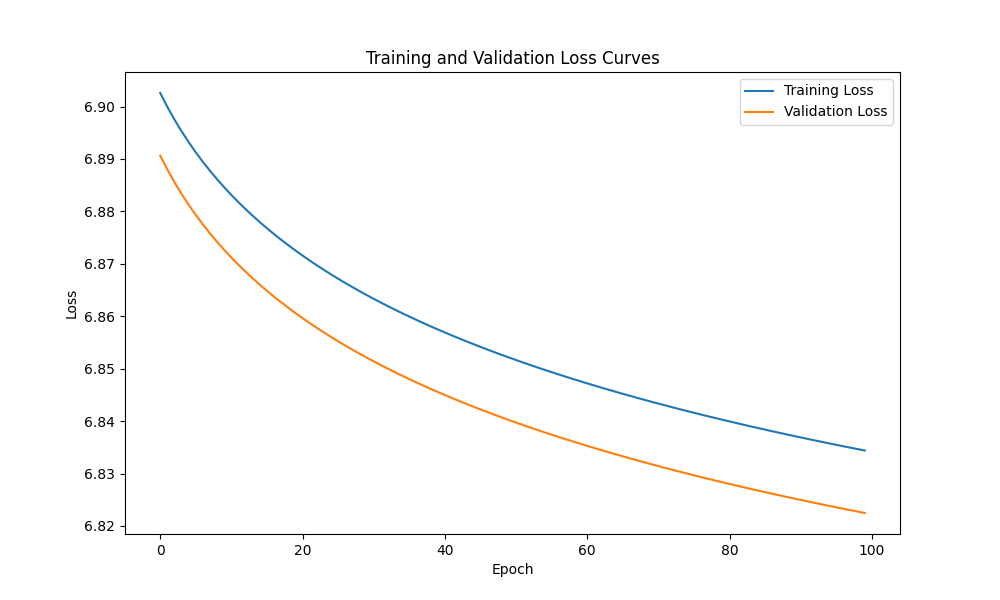 Training and Validation Loss Curves
Training Loss
Validation Loss
6.90
6.89
6.88
6.87
6.86
6.85
6.84
6.83
6.82
Loss
0 20 40 60 80 100
Epoch